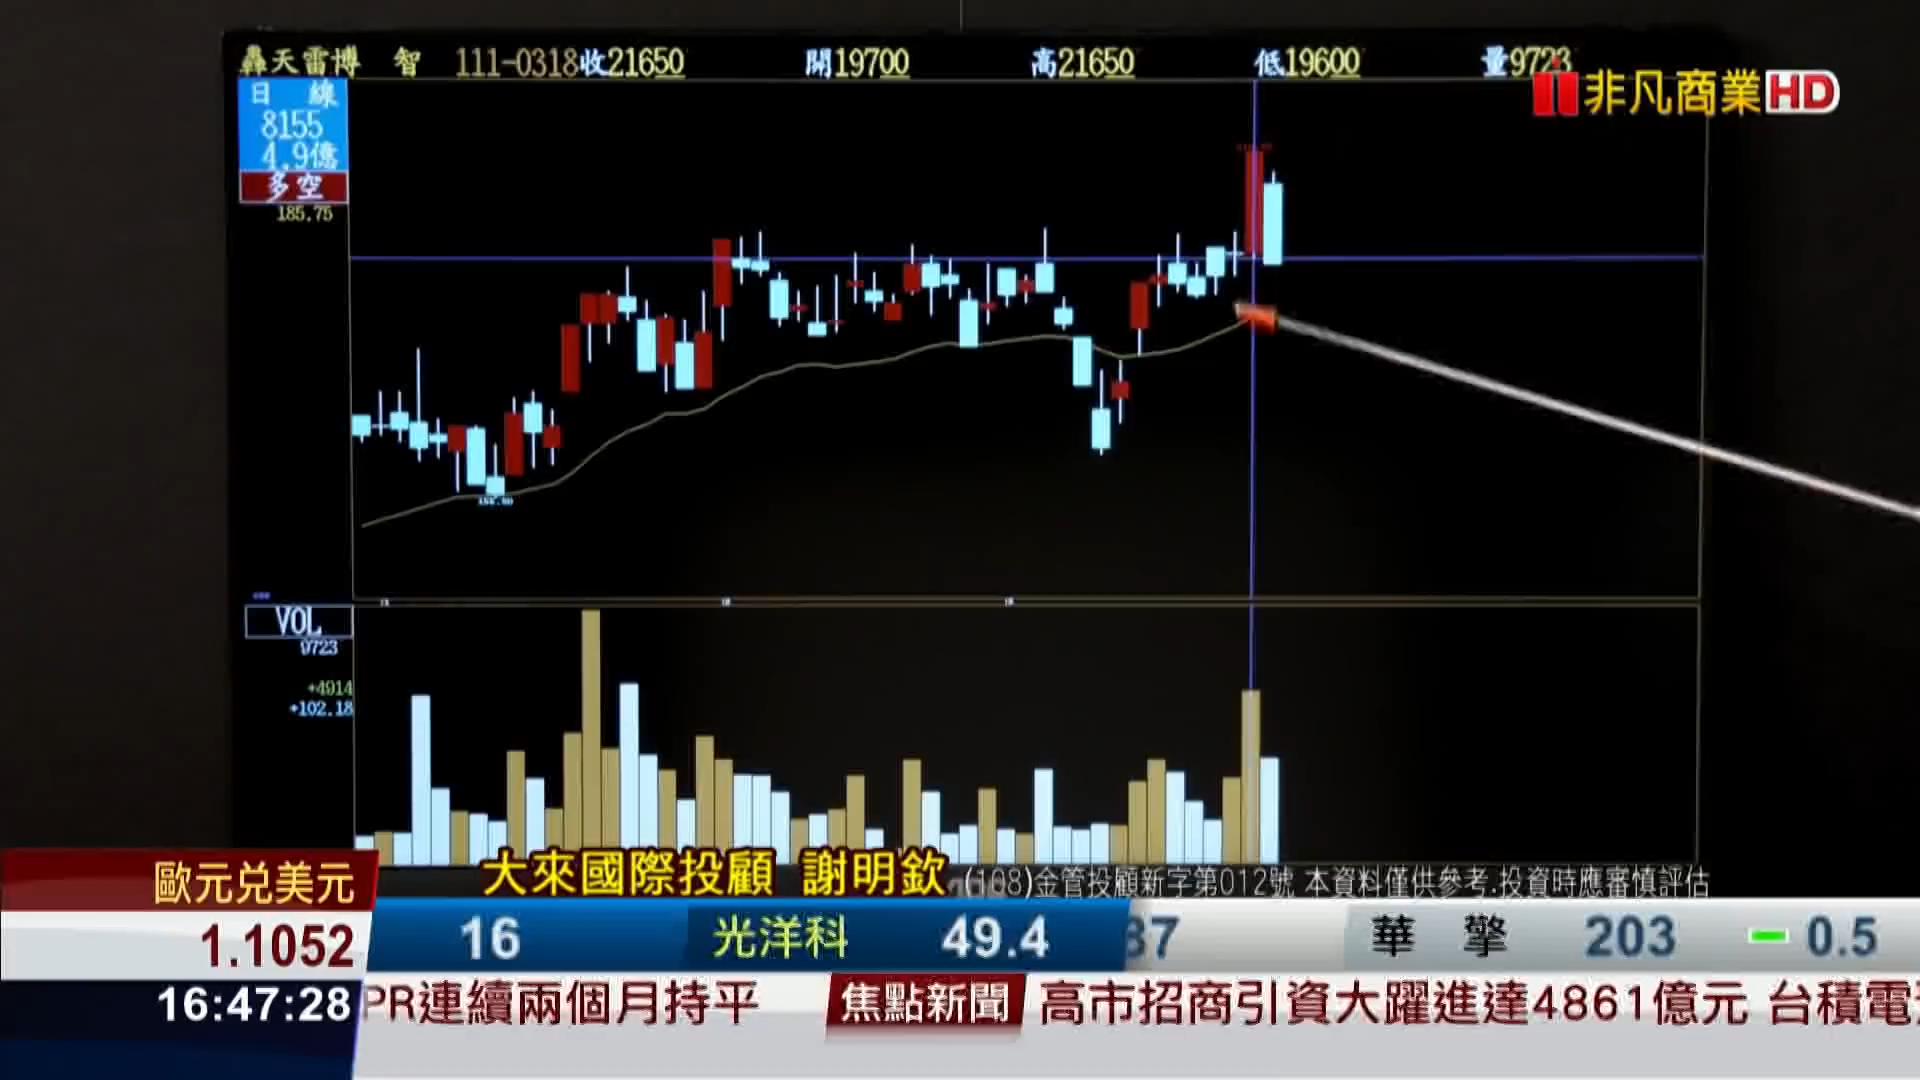 轟天雷博 智 111-0318收21650 開19700 高21650 低19600 量9723
非凡商業HD
日 線
8155
4.9億
多空
185.75
VOL
9723
+4914
+102.18
大來國際投顧 謝明欽
(108)金管投顧新字第012號 本資料僅供參考.投資時應審慎評估
歐元兌美元
1.1052
16 光洋科 49.4 37 華 擎 203 0.5
16:47:28
PR連續兩個月持平 焦點新聞 高市招商引資大躍進達4861億元 台積電